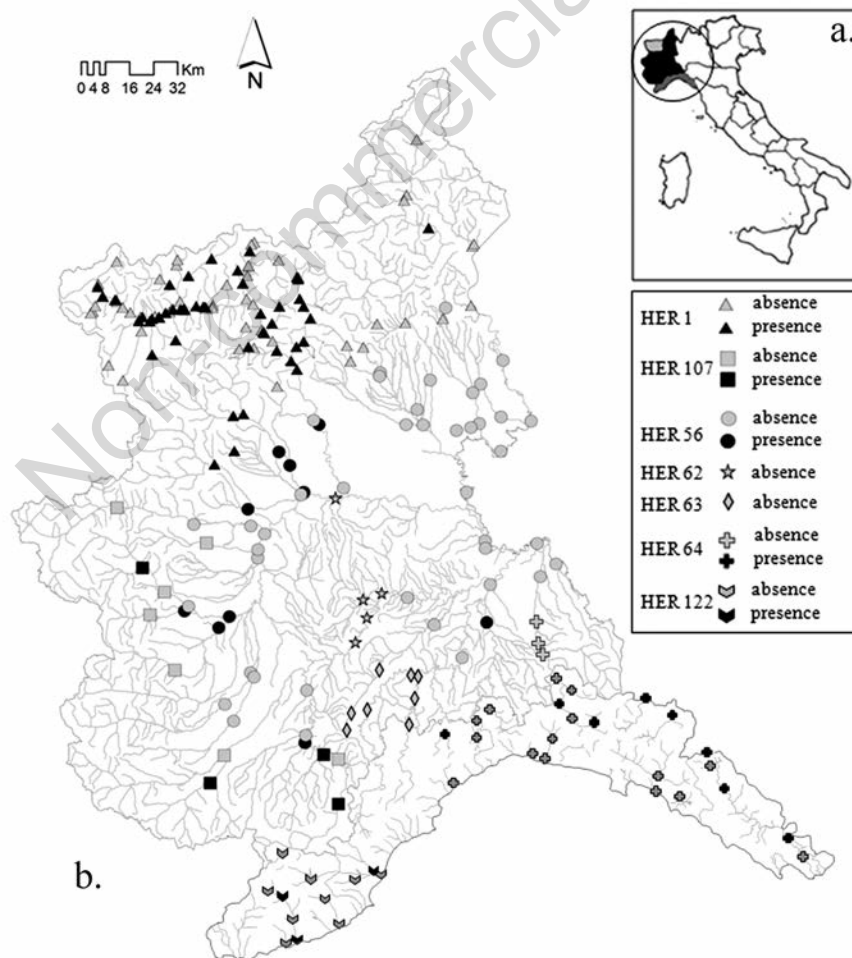 Non-commercia
a.
Km
0 4 8 16 24 32
N
HER 1 absence
presence
HER 107 absence
presence
HER 56 absence
presence
HER 62 absence
HER 63 absence
HER 64 absence
presence
HER 122 absence
presence
b.